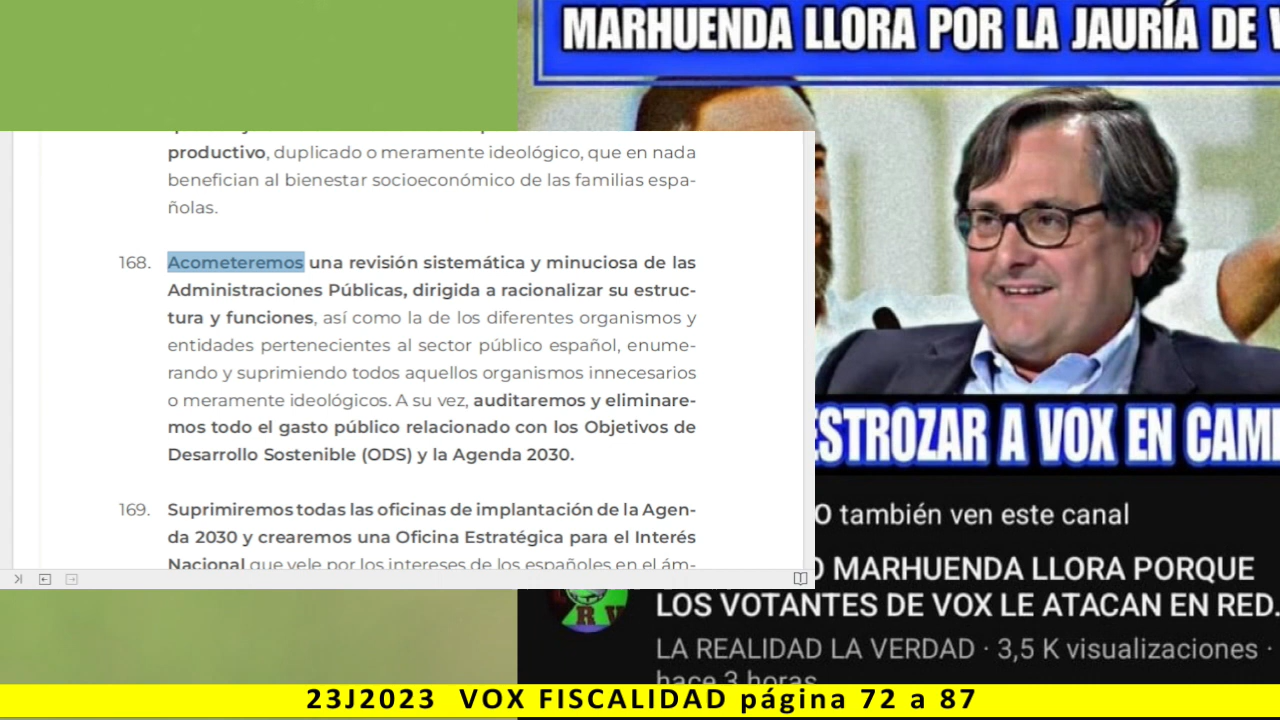 MARHUENDA LLORA POR LA JAURÍA DE
productivo, duplicado o meramente ideológico, que en nada
benefician al bienestar socioeconómico de las familias espa-
ñolas.
168. Acometeremos una revisión sistemática y minuciosa de las
Administraciones Públicas, dirigida a racionalizar su estruc-
tura y funciones, así como la de los diferentes organismos y
entidades pertenecientes al sector público español, enume-
rando y suprimiendo todos aquellos organismos innecesarios
o meramente ideológicos. A su vez, auditaremos y eliminare-
mos todo el gasto público relacionado con los Objetivos de
Desarrollo Sostenible (ODS) y la Agenda 2030.
169. Suprimiremos todas las oficinas de implantación de la Agen-
da 2030 y crearemos una Oficina Estratégica para el Interés
Nacional que vele por los intereses de los españoles en el ám-
ESTROZAR A VOX EN CAM
O también ven este canal
O MARHUENDA LLORA PORQUE
LOS VOTANTES DE VOX LE ATACAN EN RED.
R V
LA REALIDAD LA VERDAD · 3,5 K visualizaciones ·
hace 3 horas
23J2023 VOX FISCALIDAD página 72 a 87